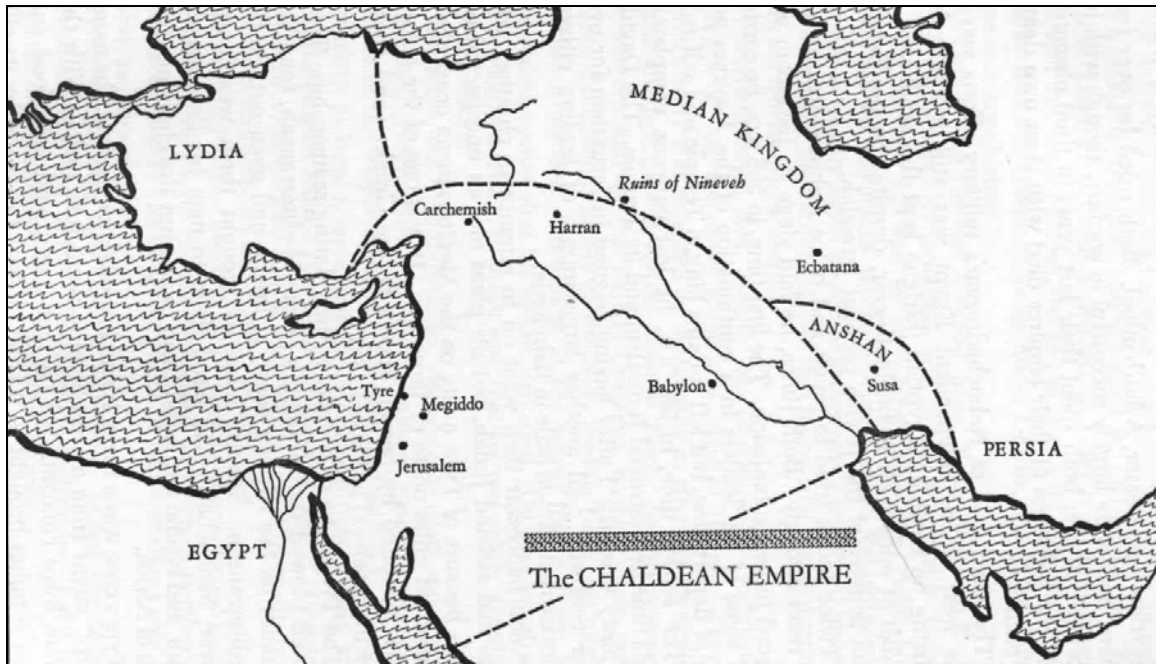 MEDIAN KINGDOM
LYDIA
Ruins of Nineveh
Carchemish
Harran
Ecbatana
ANSHAN
Susa
Babylon
Tyre
Megiddo
Jerusalem
PERSIA
EGYPT
The CHALDEAN EMPIRE